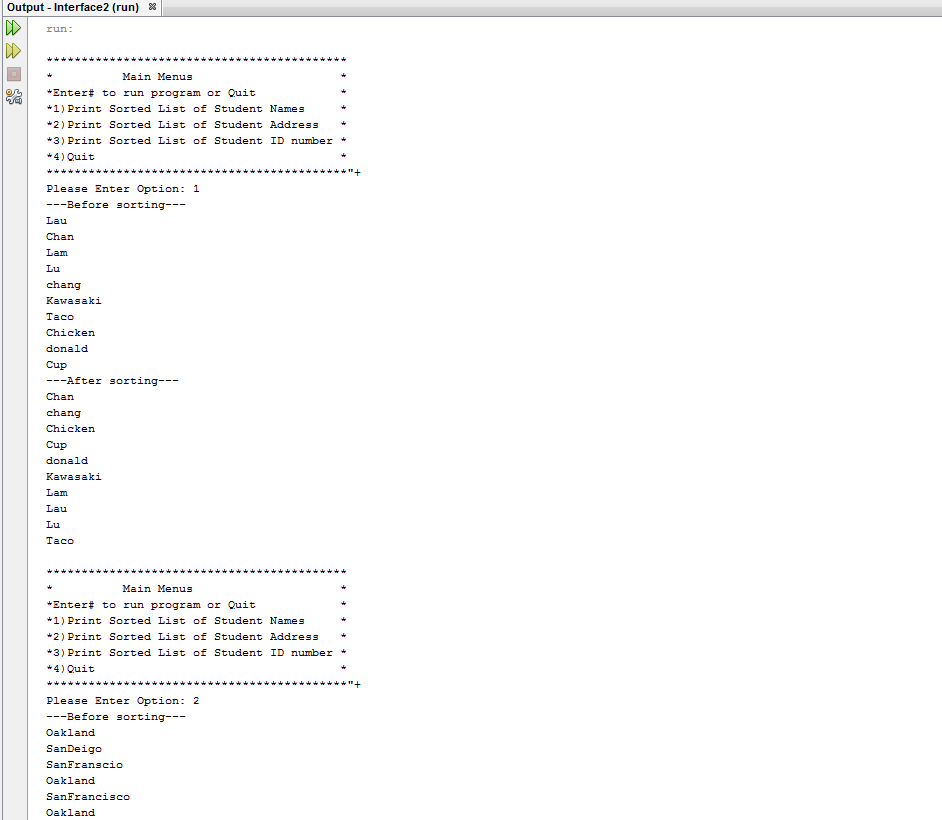 Output - Interface2 (run)
run:
*******************************************
*          Main Menus                     *
*Enter# to run program or Quit            *
*1)Print Sorted List of Student Names     *
*2)Print Sorted List of Student Address   *
*3)Print Sorted List of Student ID number *
*4)Quit                                   *
*******************************************"+
Please Enter Option: 1
---Before sorting---
Lau
Chan
Lam
Lu
chang
Kawasaki
Taco
Chicken
donald
Cup
---After sorting---
Chan
chang
Chicken
Cup
donald
Kawasaki
Lam
Lau
Lu
Taco
*******************************************
*          Main Menus                     *
*Enter# to run program or Quit            *
*1)Print Sorted List of Student Names     *
*2)Print Sorted List of Student Address   *
*3)Print Sorted List of Student ID number *
*4)Quit                                   *
*******************************************"+
Please Enter Option: 2
---Before sorting---
Oakland
SanDeigo
SanFranscio
Oakland
SanFrancisco
Oakland